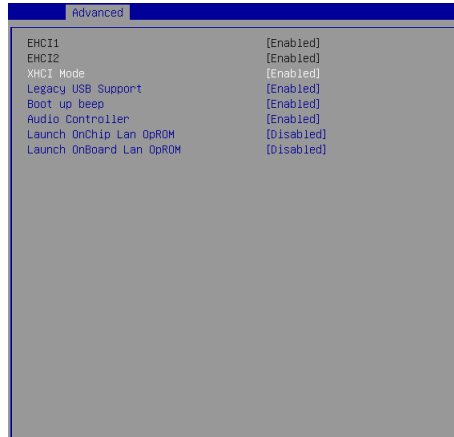 Advanced
EHCI1 [Enabled]
EHCI2 [Enabled]
XHCI Mode [Enabled]
Legacy USB Support [Enabled]
Boot up beep [Enabled]
Audio Controller [Enabled]
Launch OnChip Lan OpROM [Disabled]
Launch OnBoard Lan OpROM [Disabled]